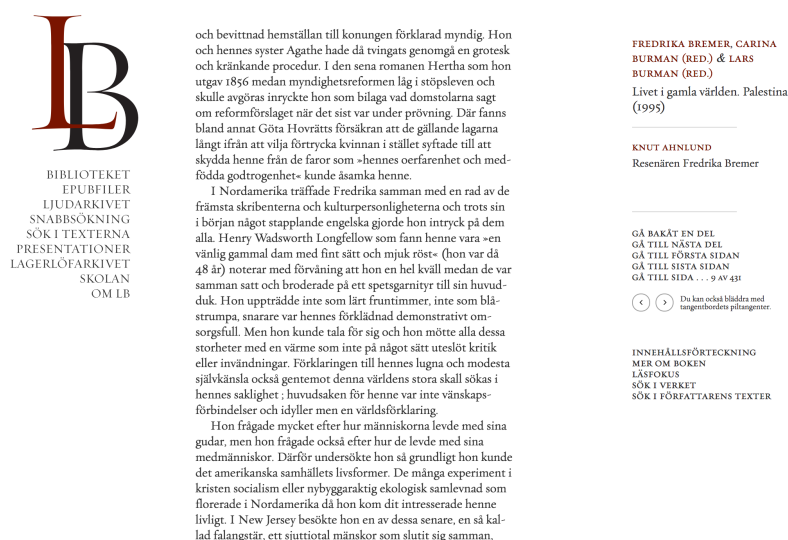 LB
BIBLIOTEKET
EPUBFILER
LJUDARKIVET
SNABBSÖKNING
SÖK I TEXTERNA
PRESENTATIONER
LAGERLÖFARKIVET
SKOLAN
OM LB
och bevittnad hemställan till konungen förklarad myndig. Hon
och hennes syster Agathe hade då tvingats genomgå en grotesk
och kränkande procedur. I den sena romanen Hertha som hon
utgav 1856 medan myndighetsreformen låg i stöpsleven och
skulle avgöras inryckte hon som bilaga vad domstolarna sagt
om reformförslaget när det sist var under prövning. Där fanns
bland annat Göta Hovrätts försäkran att de gällande lagarna
långt ifrån att vilja förtrycka kvinnan i stället syftade till att
skydda henne från de faror som »hennes oerfarenhet och med-
födda godtrogenhet« kunde åsamka henne.
I Nordamerika träffade Fredrika samman med en rad av de
främsta skribenterna och kulturpersonligheterna och trots sin
i början något stapplande engelska gjorde hon intryck på dem
alla. Henry Wadsworth Longfellow som fann henne vara »en
vänlig gammal dam med fint sätt och mjuk röst« (hon var då
48 år) noterar med förvåning att hon en hel kväll medan de var
samman satt och broderade på ett spetsgarnityr till sin huvud-
duk. Hon uppträdde inte som lärt fruntimmer, inte som blå-
strumpa, snarare var hennes förklädnad demonstrativt om-
sorgsfull. Men hon kunde tala för sig och hon mötte alla dessa
storheter med en värme som inte på något sätt uteslöt kritik
eller invändningar. Förklaringen till hennes lugna och modesta
självkänsla också gentemot denna världens stora skall sökas i
hennes saklighet ; huvudsaken för henne var inte vänskaps-
förbindelser och idyller men en världsförklaring.
Hon frågade mycket efter hur människorna levde med sina
gudar, men hon frågade också efter hur de levde med sina
medmänniskor. Därför undersökte hon så grundligt hon kunde
det amerikanska samhällets livsformer. De många experiment i
kristen socialism eller nybyggaraktig ekologisk samlevnad som
florerade i Nordamerika då hon kom dit intresserade henne
livligt. I New Jersey besökte hon en av dessa senare, en så kal-
lad falangstär, ett sjuttiotal mänskor som slutit sig samman,
FREDRIKA BREMER, CARINA
BURMAN (RED.) & LARS
BURMAN (RED.)
Livet i gamla världen. Palestina
(1995)
KNUT AHNLUND
Resenären Fredrika Bremer
GÅ BAKÅT EN DEL
GÅ TILL NÄSTA DEL
GÅ TILL FÖRSTA SIDAN
GÅ TILL SISTA SIDAN
GÅ TILL SIDA . . . 9 AV 431
Du kan också bläddra med
tangentbordets piltangenter.
INNEHÅLLSFÖRTECKNING
MER OM BOKEN
LÄSFOKUS
SÖK I VERKET
SÖK I FÖRFATTARENS TEXTER